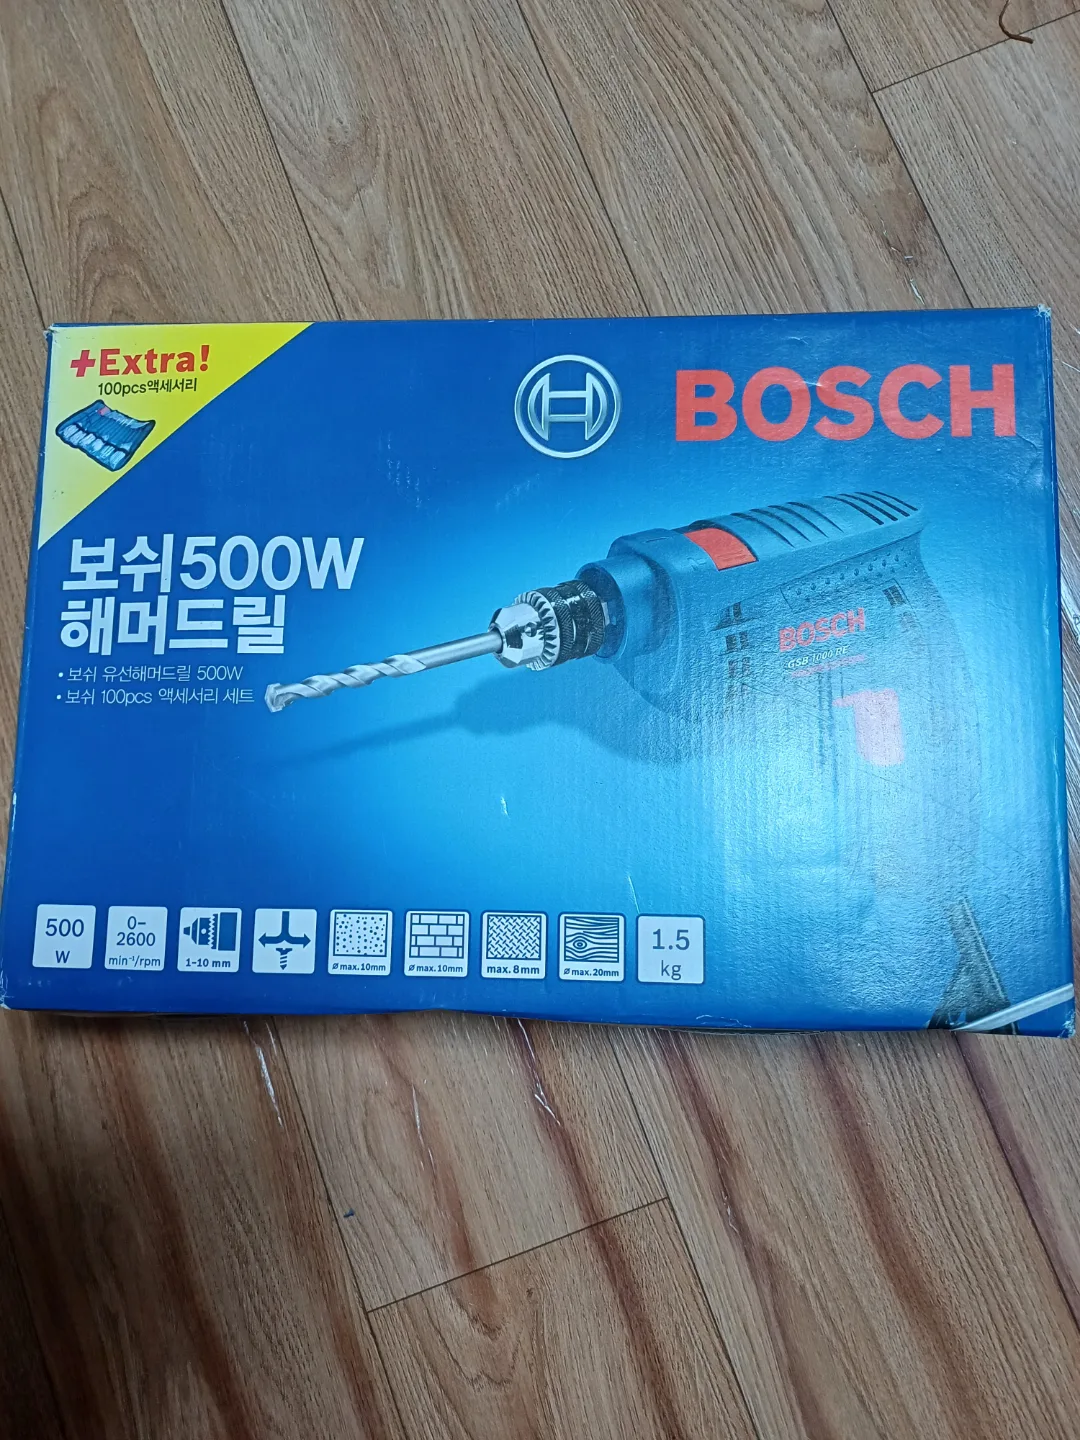 +Extra!
100pcs액세서리
BOSCH
보쉬500W
해머드릴
• 보쉬 유선해머드릴 500W
• 보쉬 100pcs 액세서리 세트
BOSCH
GSB 1000 RE
500
W
0-
2600
min⁻¹/rpm
1-10 mm
Ø max.10mm
Ø max.10mm
max.8mm
Ø max.20mm
1.5
kg